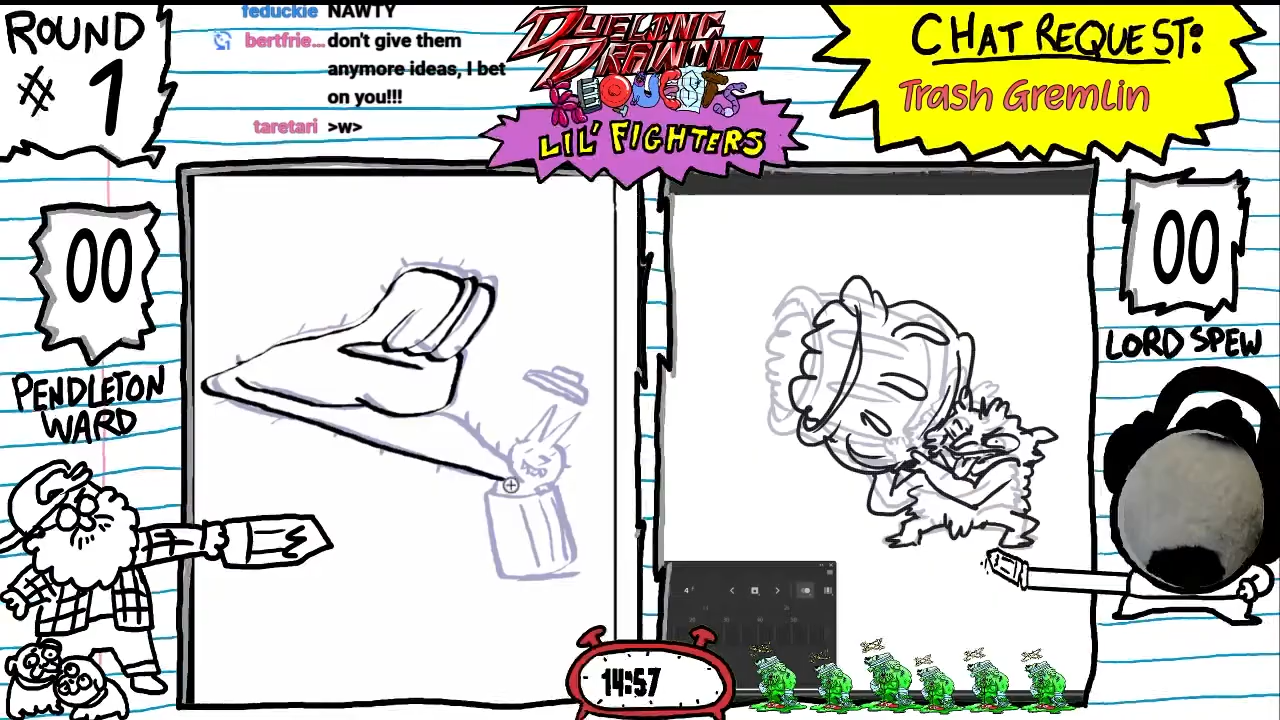 ROUND
# 1
feduckie NAWTY
bertfrie... don't give them
anymore ideas, I bet
on you!!!
taretari >w>
DUELING
DRAWING
DONUTS
LIL' FIGHTERS
CHAT REQUEST:
Trash Gremlin
00
PENDLETON
WARD
00
LORD SPEW
14:57